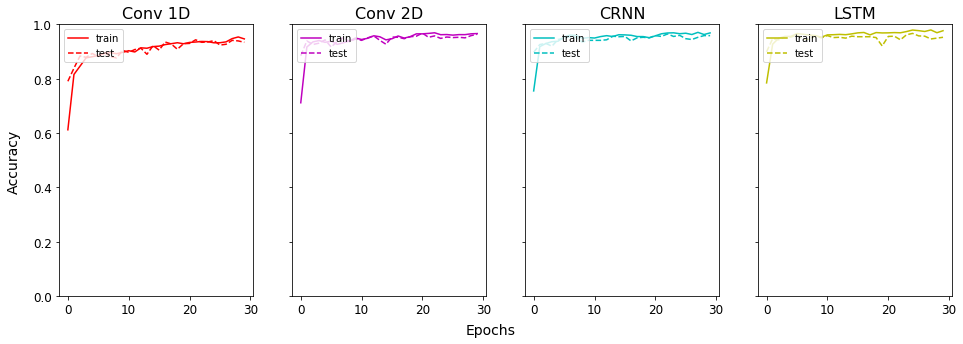 Conv 1D
Conv 2D
CRNN
LSTM
train
test
train
test
train
test
train
test
1.0
0.8
0.6
0.4
0.2
0.0
Accuracy
0 10 20 30
0 10 20 30
0 10 20 30
0 10 20 30
Epochs